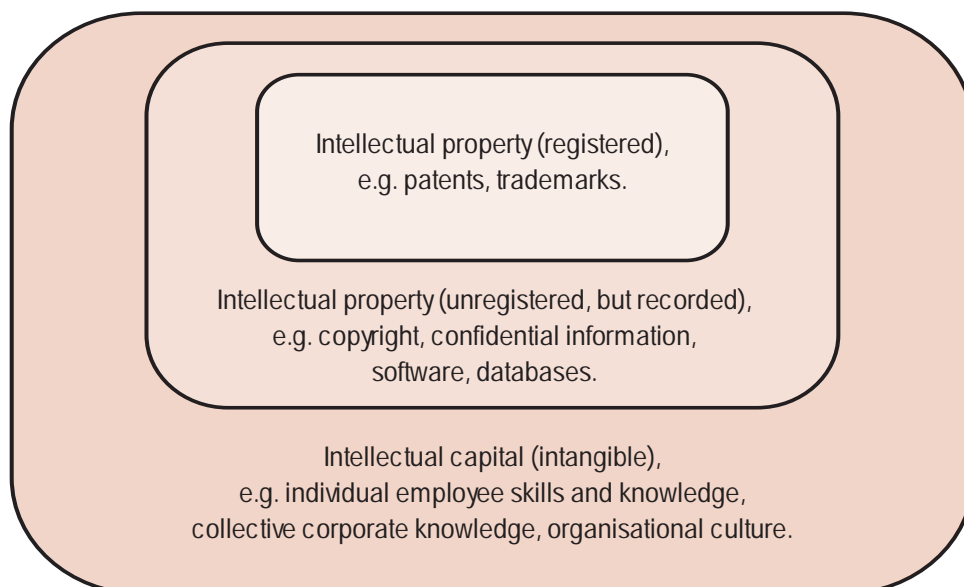 Intellectual property (registered),
e.g. patents, trademarks.
Intellectual property (unregistered, but recorded),
e.g. copyright, confidential information,
software, databases.
Intellectual capital (intangible),
e.g. individual employee skills and knowledge,
collective corporate knowledge, organisational culture.